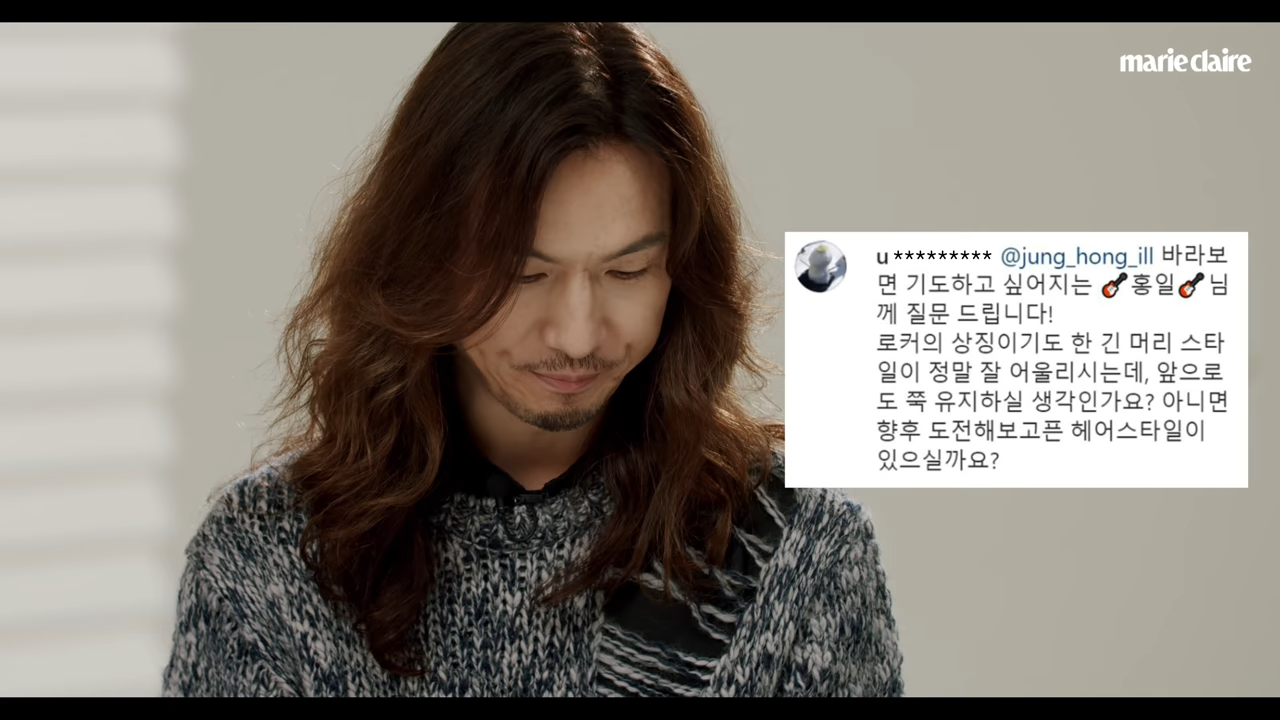 marie claire
u ********* @jung_hong_ill 바라보
면 기도하고 싶어지는 🎸홍일🎸님
께 질문 드립니다!
로커의 상징이기도 한 긴 머리 스타
일이 정말 잘 어울리시는데, 앞으로
도 쭉 유지하실 생각인가요? 아니면
향후 도전해보고픈 헤어스타일이
있으실까요?